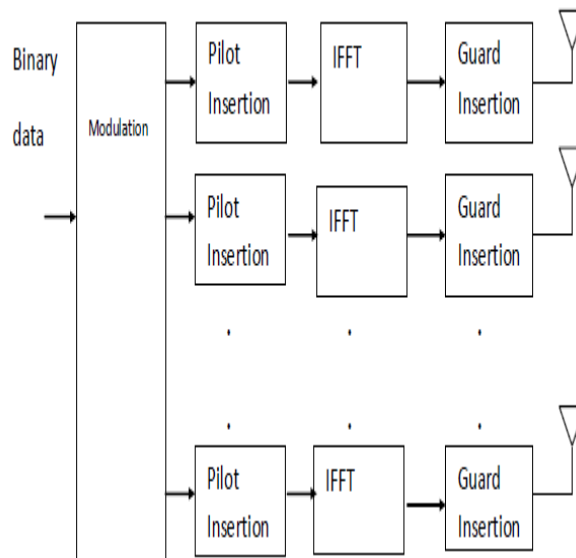 Binary
data
Modulation
Pilot
Insertion
IFFT
Guard
Insertion
Pilot
Insertion
IFFT
Guard
Insertion
Pilot
Insertion
IFFT
Guard
Insertion